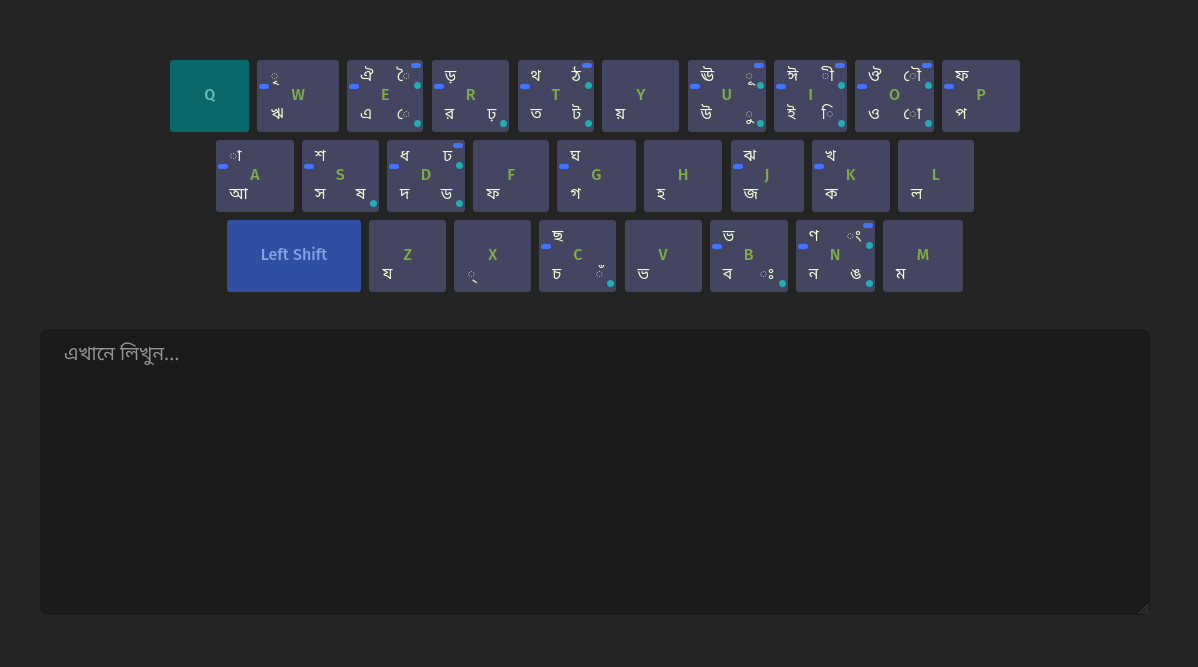 Q
ৃ W ঋ
ঐ ৈ E এ ে
ড় R র ঢ়
থ ঠ T ত ট
Y য়
ঊ ূ U উ ু
ঈ ী I ই ি
ঔ ৌ O ও ো
ফ P প
া A আ
শ S স ষ
ধ ঢ D দ ড
F ফ
ঘ G গ
H হ
ঝ J জ
খ K ক
L ল
Left Shift
Z য
X ্
ছ C চ ঁ
V ভ
ভ B ব ঃ
ণ ং N ন ঙ
M ম
এখানে লিখুন...